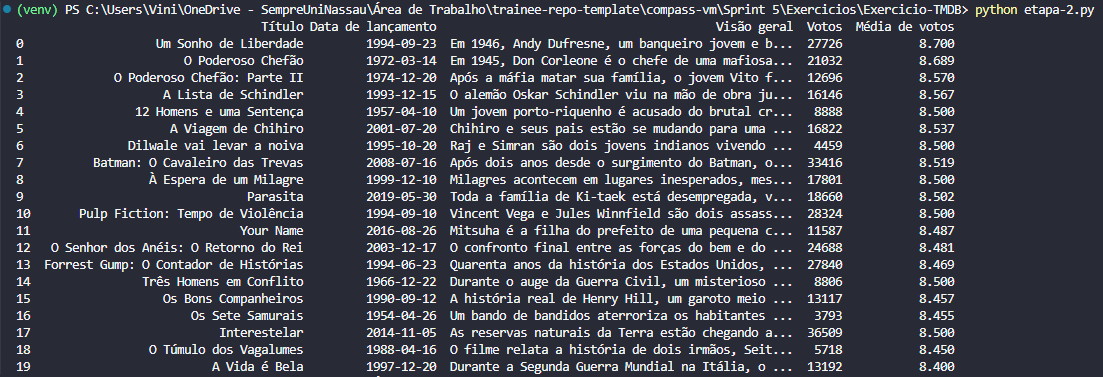 (venv) PS C:\Users\Vini\OneDrive - SempreUniNassau\Área de Trabalho\trainee-repo-template\compass-vm\Sprint 5\Exercicios\Exercicio-TMDB> python etapa-2.py
Título Data de lançamento Visão geral Votos Média de votos
0 Um Sonho de Liberdade 1994-09-23 Em 1946, Andy Dufresne, um banqueiro jovem e b... 27726 8.700
1 O Poderoso Chefão 1972-03-14 Em 1945, Don Corleone é o chefe de uma mafiosa... 21032 8.689
2 O Poderoso Chefão: Parte II 1974-12-20 Após a máfia matar sua família, o jovem Vito f... 12696 8.570
3 A Lista de Schindler 1993-12-15 O alemão Oskar Schindler viu na mão de obra ju... 16146 8.567
4 12 Homens e uma Sentença 1957-04-10 Um jovem porto-riquenho é acusado do brutal cr... 8888 8.500
5 A Viagem de Chihiro 2001-07-20 Chihiro e seus pais estão se mudando para uma ... 16822 8.537
6 Dilwale vai levar a noiva 1995-10-20 Raj e Simran são dois jovens indianos vivendo ... 4459 8.500
7 Batman: O Cavaleiro das Trevas 2008-07-16 Após dois anos desde o surgimento do Batman, o... 33416 8.519
8 À Espera de um Milagre 1999-12-10 Milagres acontecem em lugares inesperados, mes... 17801 8.500
9 Parasita 2019-05-30 Toda a família de Ki-taek está desempregada, v... 18660 8.502
10 Pulp Fiction: Tempo de Violência 1994-09-10 Vincent Vega e Jules Winnfield são dois assass... 28324 8.500
11 Your Name 2016-08-26 Mitsuha é a filha do prefeito de uma pequena c... 11587 8.487
12 O Senhor dos Anéis: O Retorno do Rei 2003-12-17 O confronto final entre as forças do bem e do ... 24688 8.481
13 Forrest Gump: O Contador de Histórias 1994-06-23 Quarenta anos da história dos Estados Unidos, ... 27840 8.469
14 Três Homens em Conflito 1966-12-22 Durante o auge da Guerra Civil, um misterioso ... 8806 8.500
15 Os Bons Companheiros 1990-09-12 A história real de Henry Hill, um garoto meio ... 13117 8.457
16 Os Sete Samurais 1954-04-26 Um bando de bandidos aterroriza os habitantes ... 3793 8.455
17 Interestelar 2014-11-05 As reservas naturais da Terra estão chegando a... 36509 8.500
18 O Túmulo dos Vagalumes 1988-04-16 O filme relata a história de dois irmãos, Seit... 5718 8.450
19 A Vida é Bela 1997-12-20 Durante a Segunda Guerra Mundial na Itália, o ... 13192 8.400